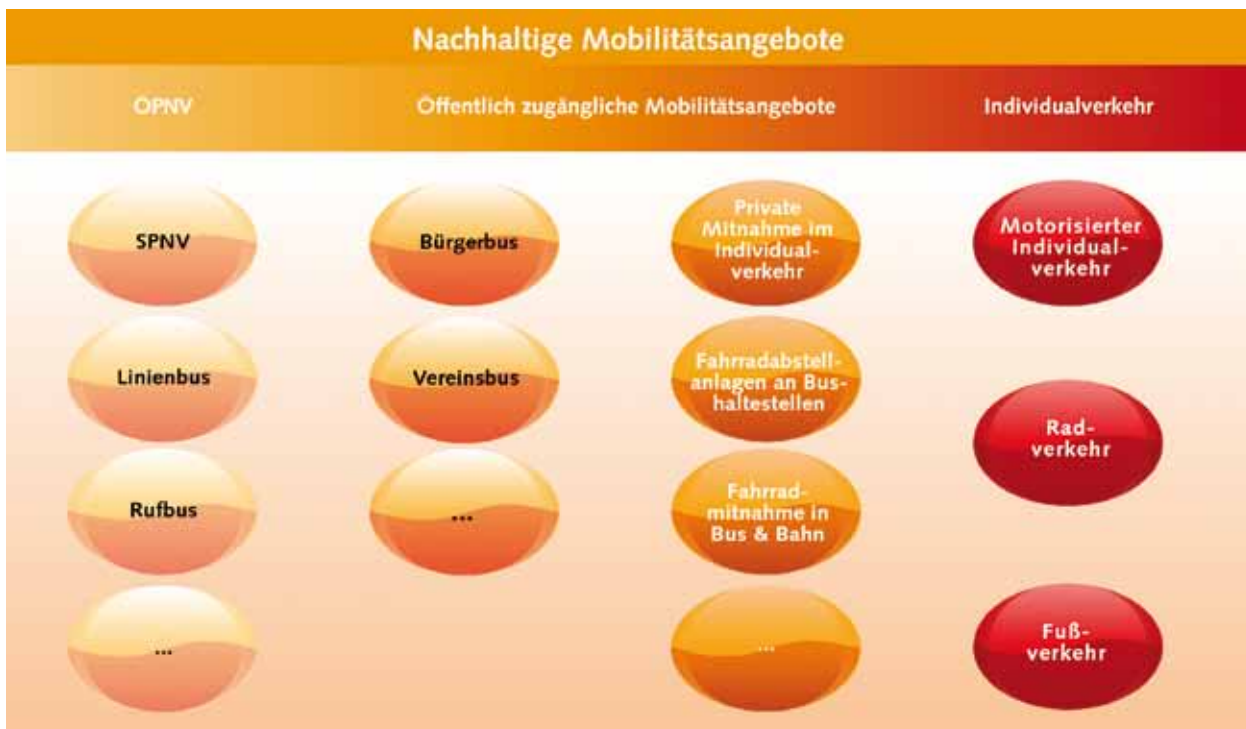 Nachhaltige Mobilitätsangebote
ÖPNV
Öffentlich zugängliche Mobilitätsangebote
Individualverkehr
SPNV
Linienbus
Rufbus
...
Bürgerbus
Vereinsbus
...
Private
Mitnahme im
Individual-
verkehr
Fahrradabstell-
anlagen an Bus-
haltestellen
Fahrrad-
mitnahme in
Bus & Bahn
...
Motorisierter
Individual-
verkehr
Rad-
verkehr
Fuß-
verkehr